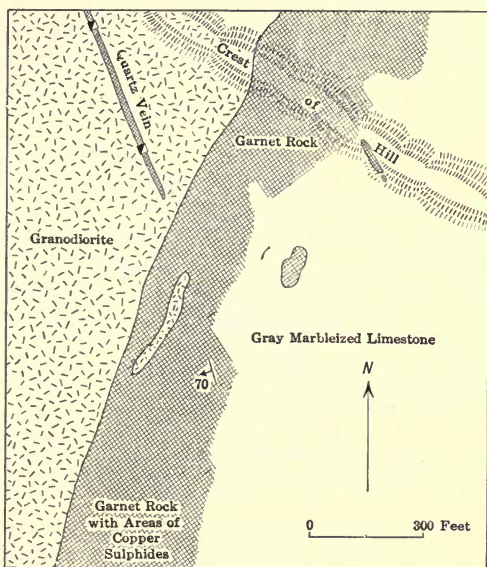 Quartz Vein
Crest
of
Hill
Garnet Rock
Granodiorite
Gray Marbleized Limestone
N
70
Garnet Rock
with Areas of
Copper
Sulphides
0 300 Feet